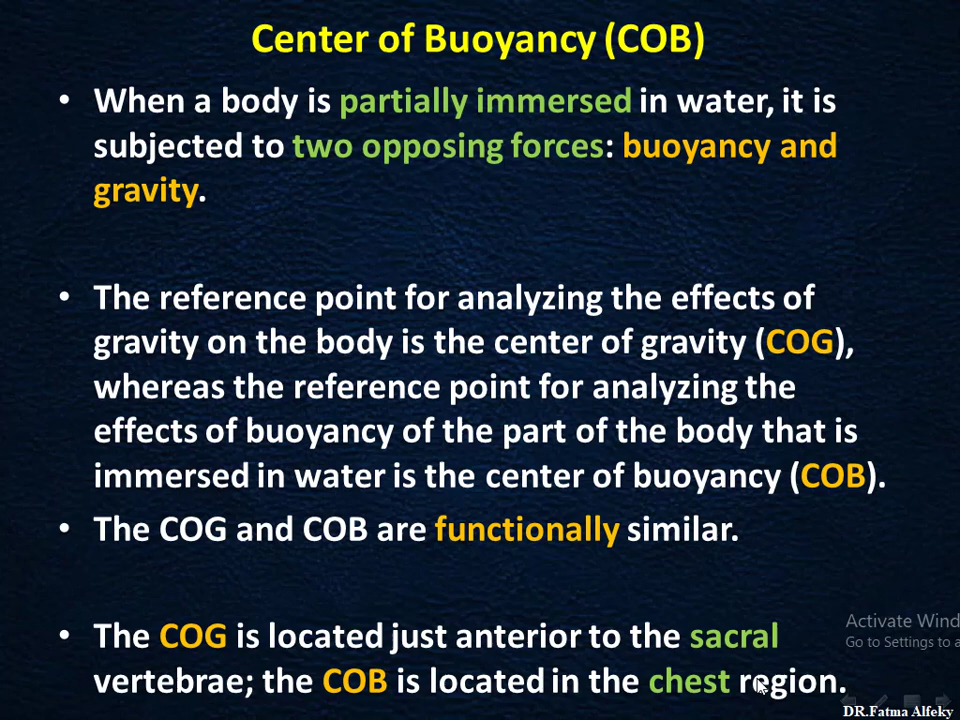 Center of Buoyancy (COB)
• When a body is partially immersed in water, it is
subjected to two opposing forces: buoyancy and
gravity.
• The reference point for analyzing the effects of
gravity on the body is the center of gravity (COG),
whereas the reference point for analyzing the
effects of buoyancy of the part of the body that is
immersed in water is the center of buoyancy (COB).
• The COG and COB are functionally similar.
• The COG is located just anterior to the sacral
vertebrae; the COB is located in the chest region.
Activate Wind
Go to Settings to a
DR.Fatma Alfeky